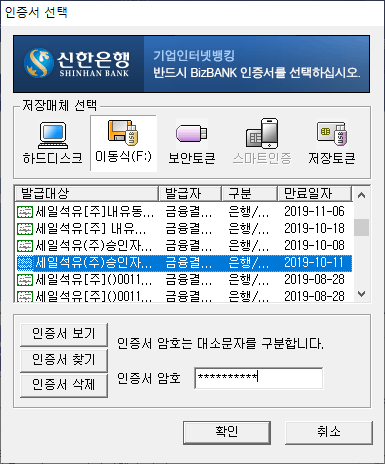 인증서 선택
신한은행
SHINHAN BANK
기업인터넷뱅킹
반드시 BizBANK 인증서를 선택하십시오.
저장매체 선택
하드디스크 이동식(F:) 보안토큰 스마트인증 저장토큰
발급대상 발급자 구분 만료일자
세일석유[주]내유동... 금융결... 은행/... 2019-11-06
세일석유[주] 내유... 금융결... 은행/... 2019-10-18
세일석유(주)승인자... 금융결... 은행/... 2019-10-08
세일석유(주)승인자... 금융결... 은행/... 2019-10-11
세일석유[주]()0011... 금융결... 은행/... 2019-08-28
세일석유[주]()0011... 금융결... 은행/... 2019-08-28
인증서 보기
인증서 찾기
인증서 삭제
인증서 암호는 대소문자를 구분합니다.
인증서 암호 **********
확인 취소